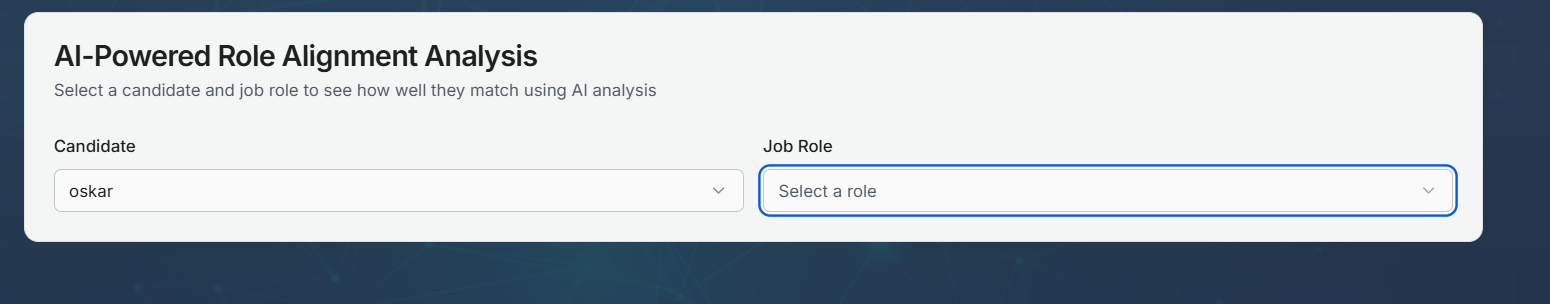 AI-Powered Role Alignment Analysis
Select a candidate and job role to see how well they match using AI analysis
Candidate
Job Role
oskar
Select a role